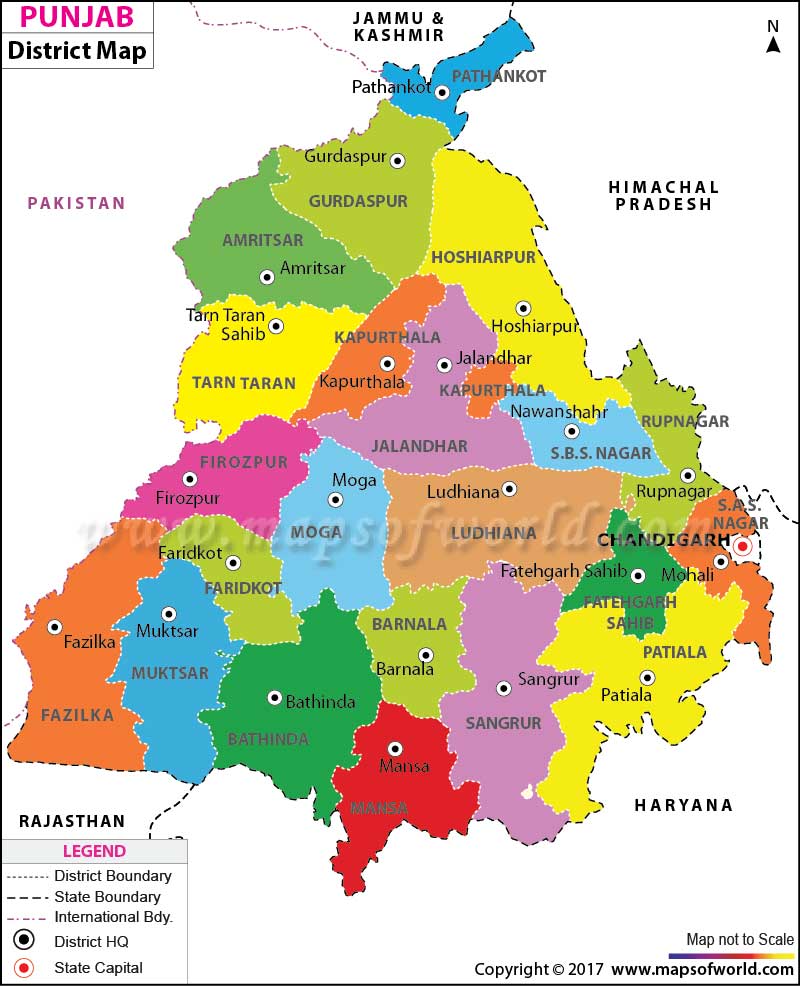 PUNJAB
District Map
JAMMU &
KASHMIR
N
PATHANKOT
Pathankot
Gurdaspur
GURDASPUR
HIMACHAL
PRADESH
PAKISTAN
AMRITSAR
Amritsar
HOSHIARPUR
Hoshiarpur
Tarn Taran
Sahib
TARN TARAN
KAPURTHALA
Kapurthala
Jalandhar
KAPURTHALA
JALANDHAR
Nawanshahr
S.B.S. NAGAR
RUPNAGAR
Rupnagar
FIROZPUR
Firozpur
Moga
MOGA
Ludhiana
LUDHIANA
S.A.S.
NAGAR
CHANDIGARH
Mohali
www.mapsofworld.com
Faridkot
FARIDKOT
Fatehgarh Sahib
FATEHGARH
SAHIB
Fazilka
FAZILKA
Muktsar
MUKTSAR
BARNALA
Barnala
PATIALA
Patiala
Bathinda
BATHINDA
Sangrur
SANGRUR
Mansa
MANSA
HARYANA
RAJASTHAN
LEGEND
District Boundary
State Boundary
International Bdy.
District HQ
State Capital
Map not to Scale
Copyright © 2017 www.mapsofworld.com